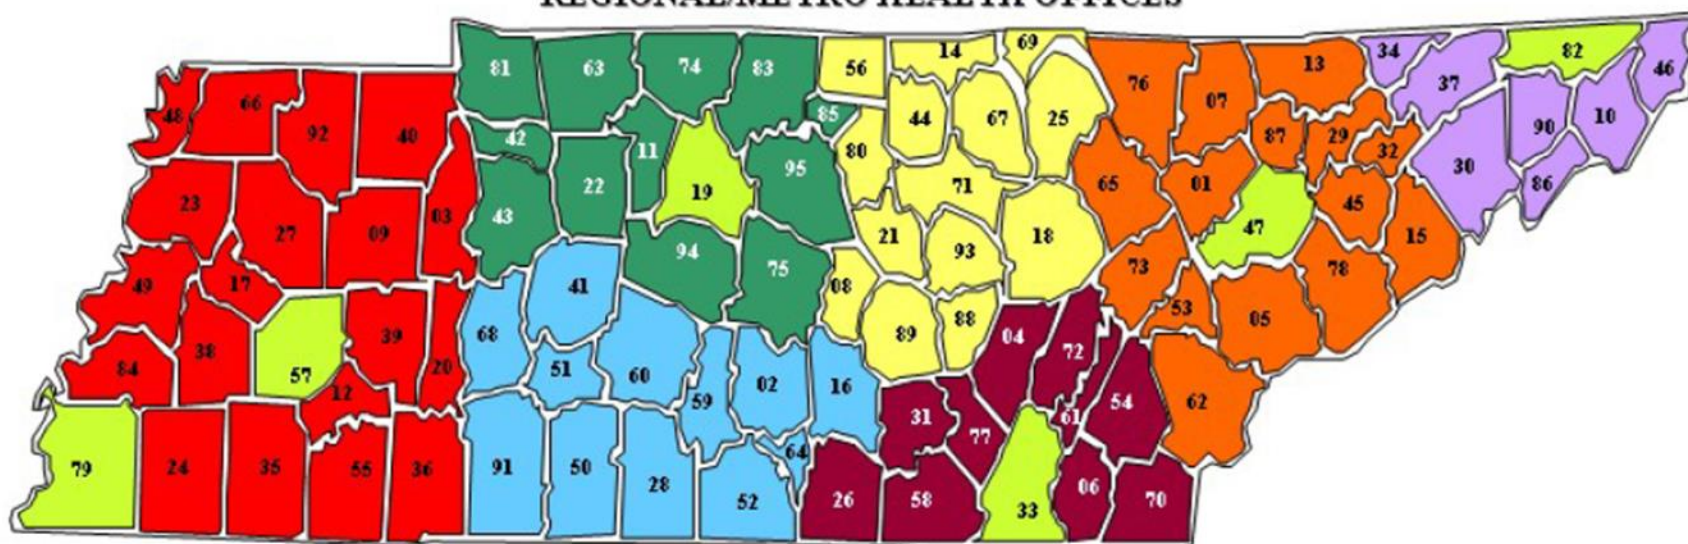 REGIONAL/METRO HEALTH OFFICES
81 63 74 83 56 14 69 76 13 34 82 46
48 66 92 40 42 11 85 44 67 25 07 87 29 32 37 90 10
23 27 09 03 43 22 19 95 80 71 65 01 45 30 86
49 17 41 94 75 08 21 93 18 73 47 78 15
84 38 57 12 39 20 68 51 60 59 02 16 89 88 04 72 53 05
79 24 35 55 36 91 50 28 52 64 26 31 77 58 33 61 54 06 70 62